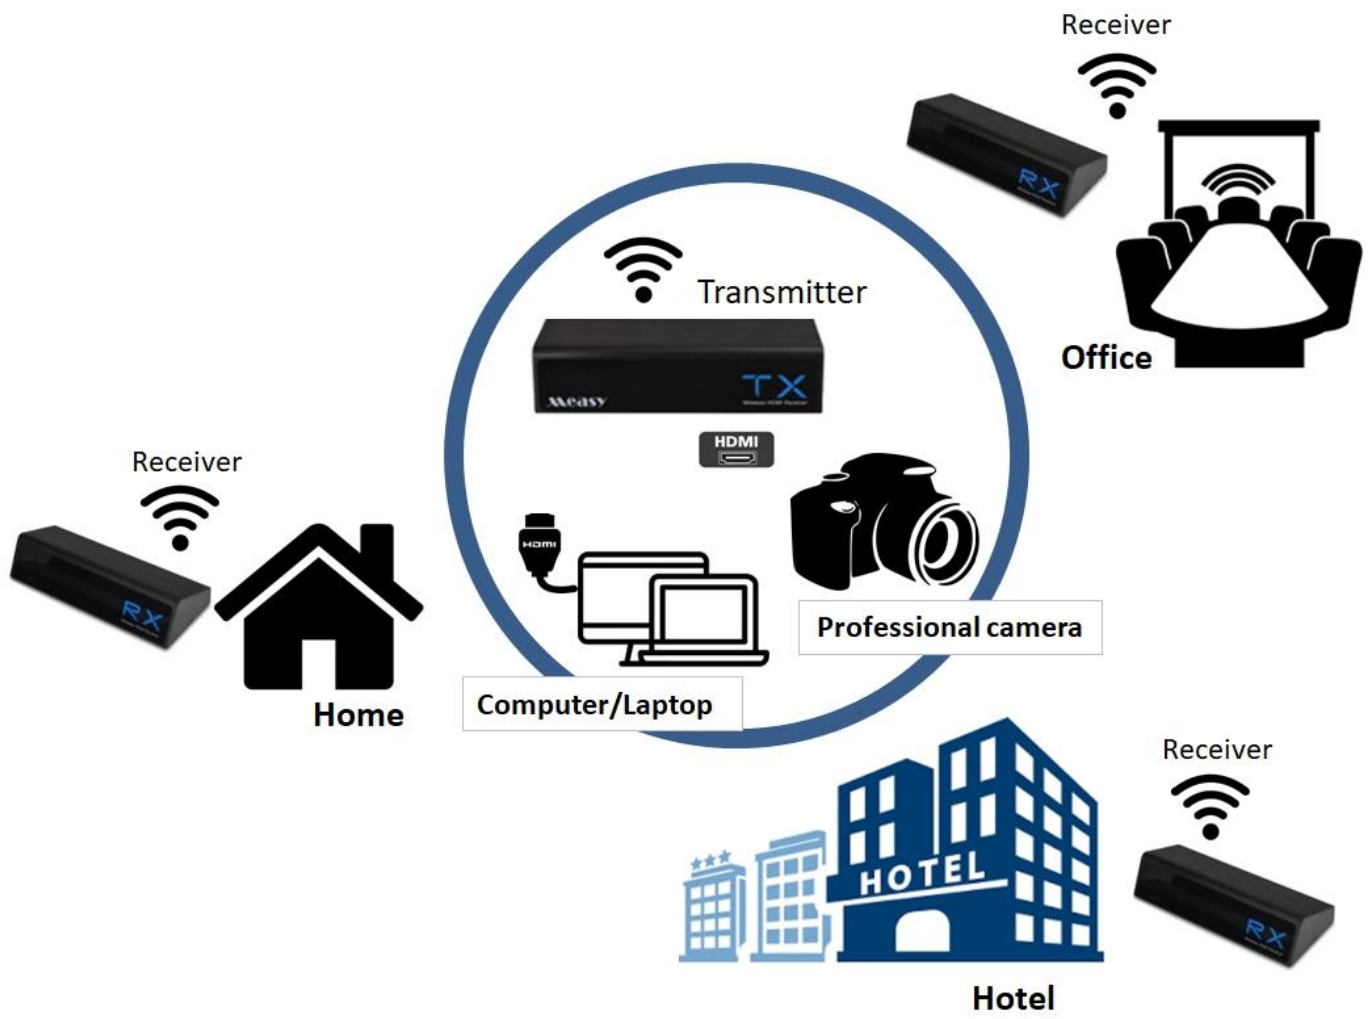 Receiver
RX
Office
Transmitter
Measy
TX
HDMI
Receiver
RX
Home
HDMI
Professional camera
Computer/Laptop
Receiver
HOTEL
RX
Hotel